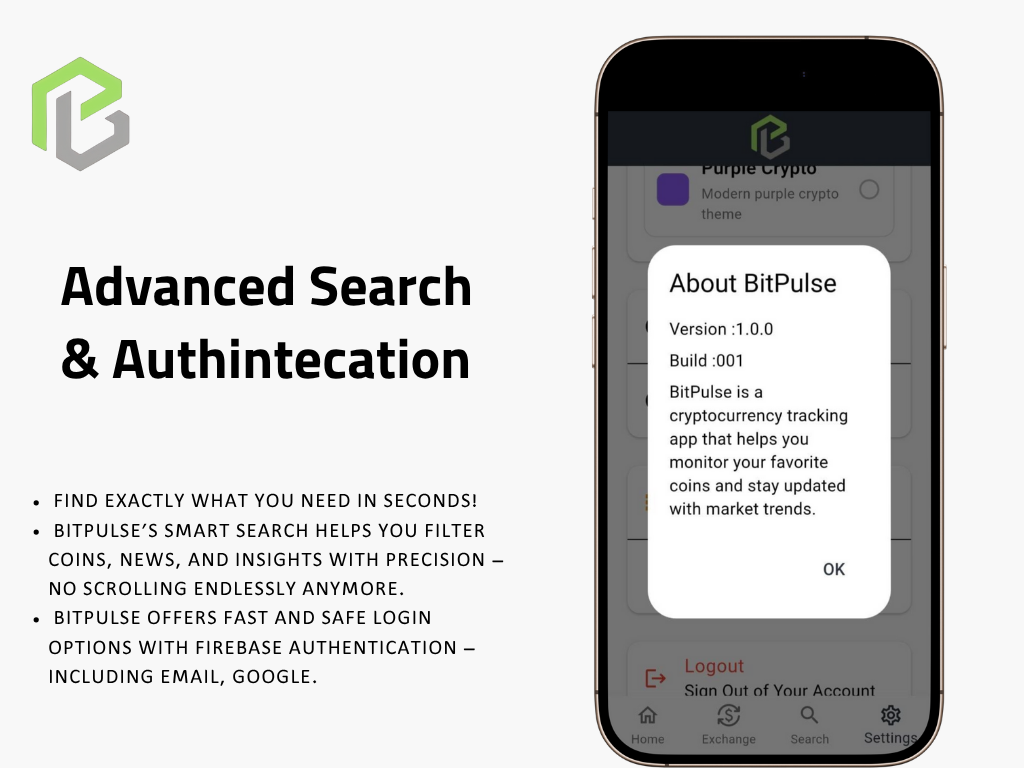 Advanced Search
& Authintecation
• FIND EXACTLY WHAT YOU NEED IN SECONDS!
• BITPULSE’S SMART SEARCH HELPS YOU FILTER
COINS, NEWS, AND INSIGHTS WITH PRECISION –
NO SCROLLING ENDLESSLY ANYMORE.
• BITPULSE OFFERS FAST AND SAFE LOGIN
OPTIONS WITH FIREBASE AUTHENTICATION –
INCLUDING EMAIL, GOOGLE.
Purple Crypto
Modern purple crypto
theme
About BitPulse
Version :1.0.0
Build :001
BitPulse is a
cryptocurrency tracking
app that helps you
monitor your favorite
coins and stay updated
with market trends.
OK
Logout
Sign Out of Your Account
Home
Exchange
Search
Settings